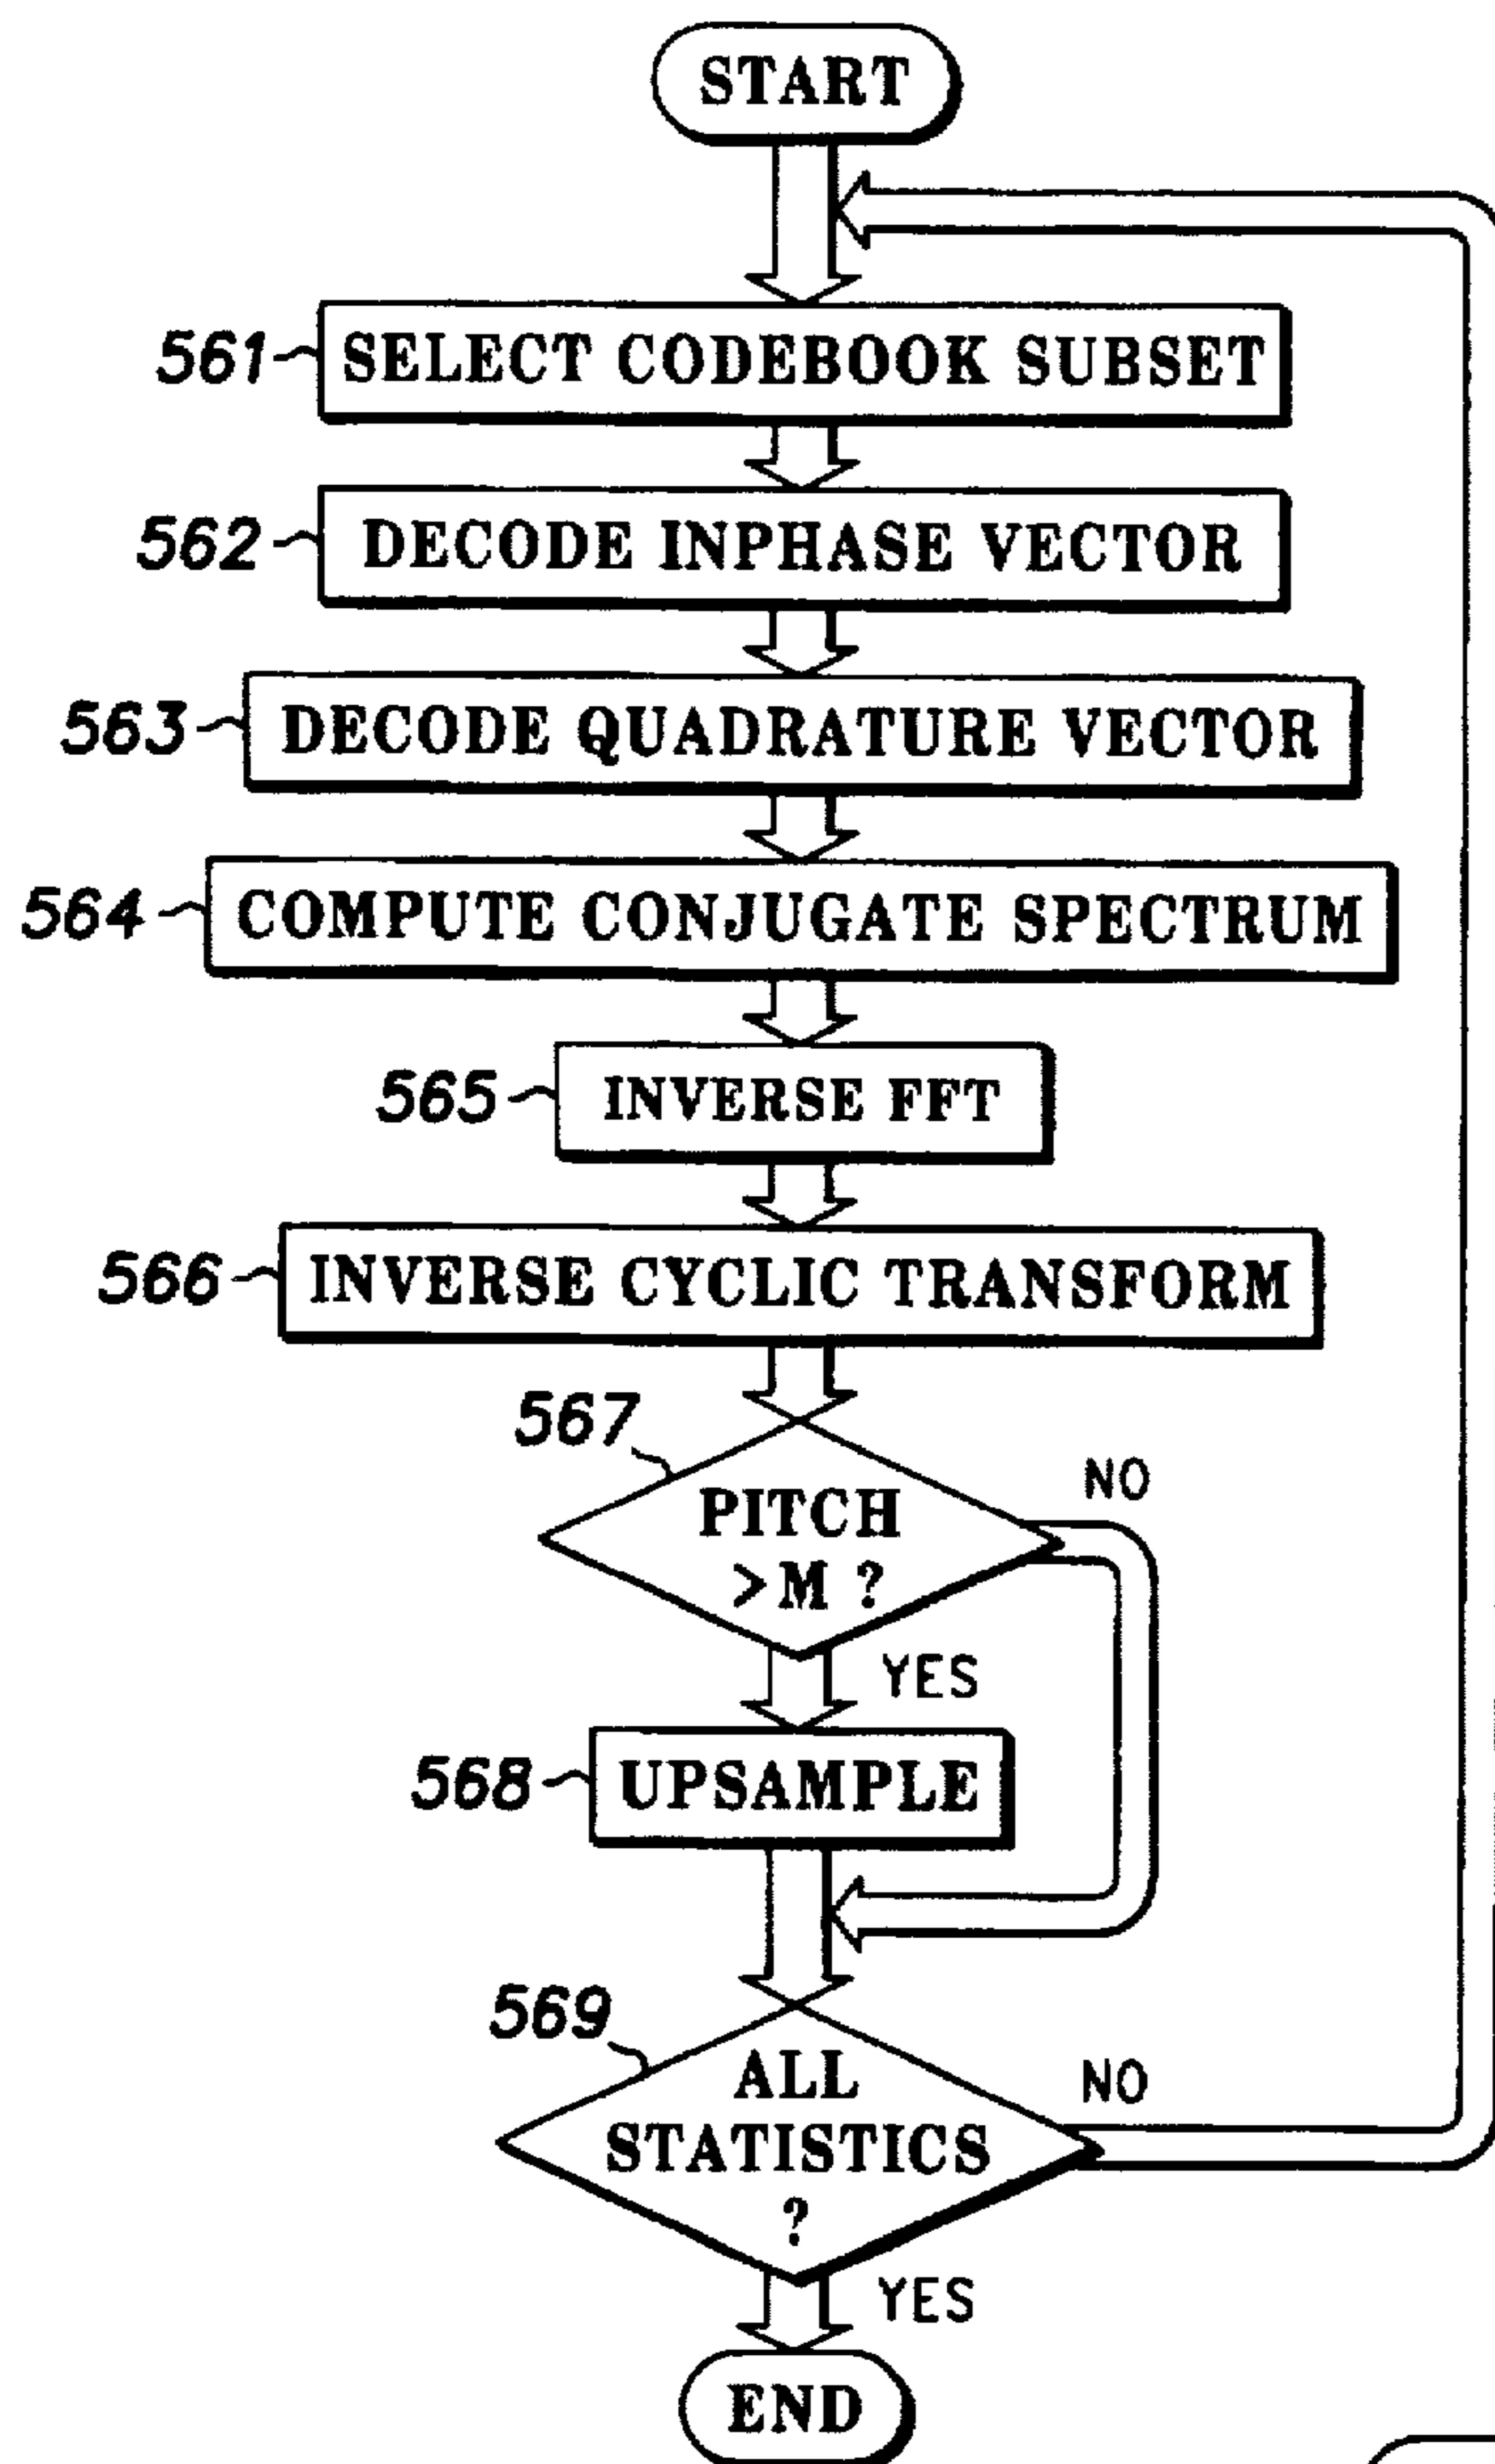 START
561 SELECT CODEBOOK SUBSET
562 DECODE INPHASE VECTOR
563 DECODE QUADRATURE VECTOR
564 COMPUTE CONJUGATE SPECTRUM
565 INVERSE FFT
566 INVERSE CYCLIC TRANSFORM
567
PITCH
>M ?
NO
YES
568 UPSAMPLE
569
ALL
STATISTICS
?
NO
YES
END